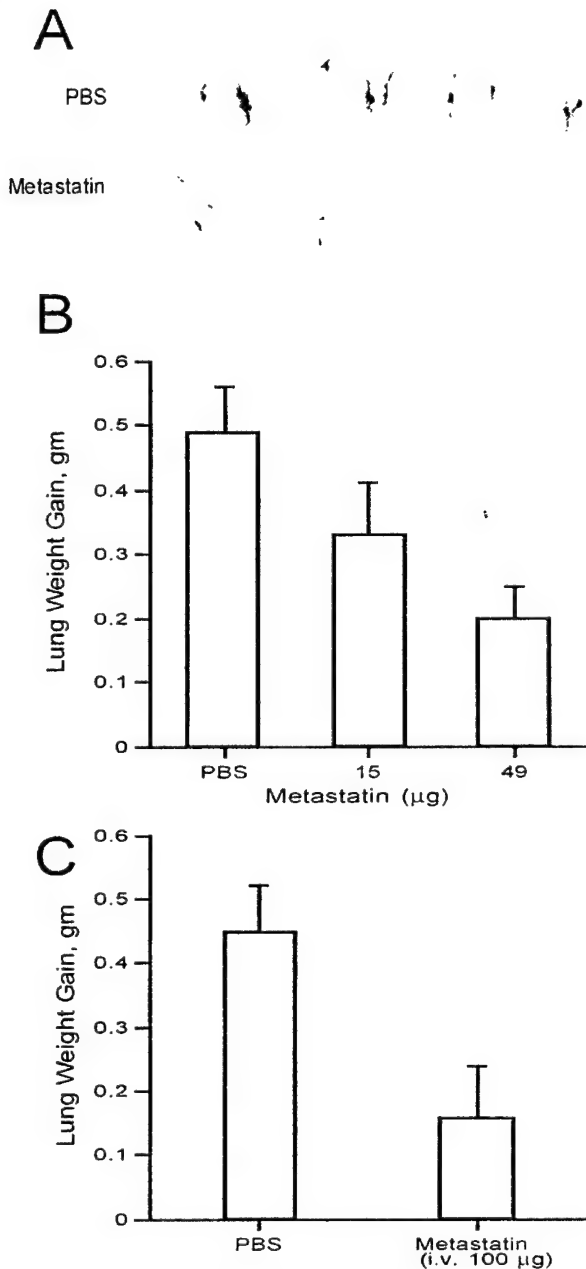 A
PBS
Metastatin
B
Lung Weight Gain, gm
0.6
0.5
0.4
0.3
0.2
0.1
0
PBS 15 49
Metastatin (μg)
C
Lung Weight Gain, gm
0.6
0.5
0.4
0.3
0.2
0.1
0
PBS Metastatin
(i.v. 100 μg)